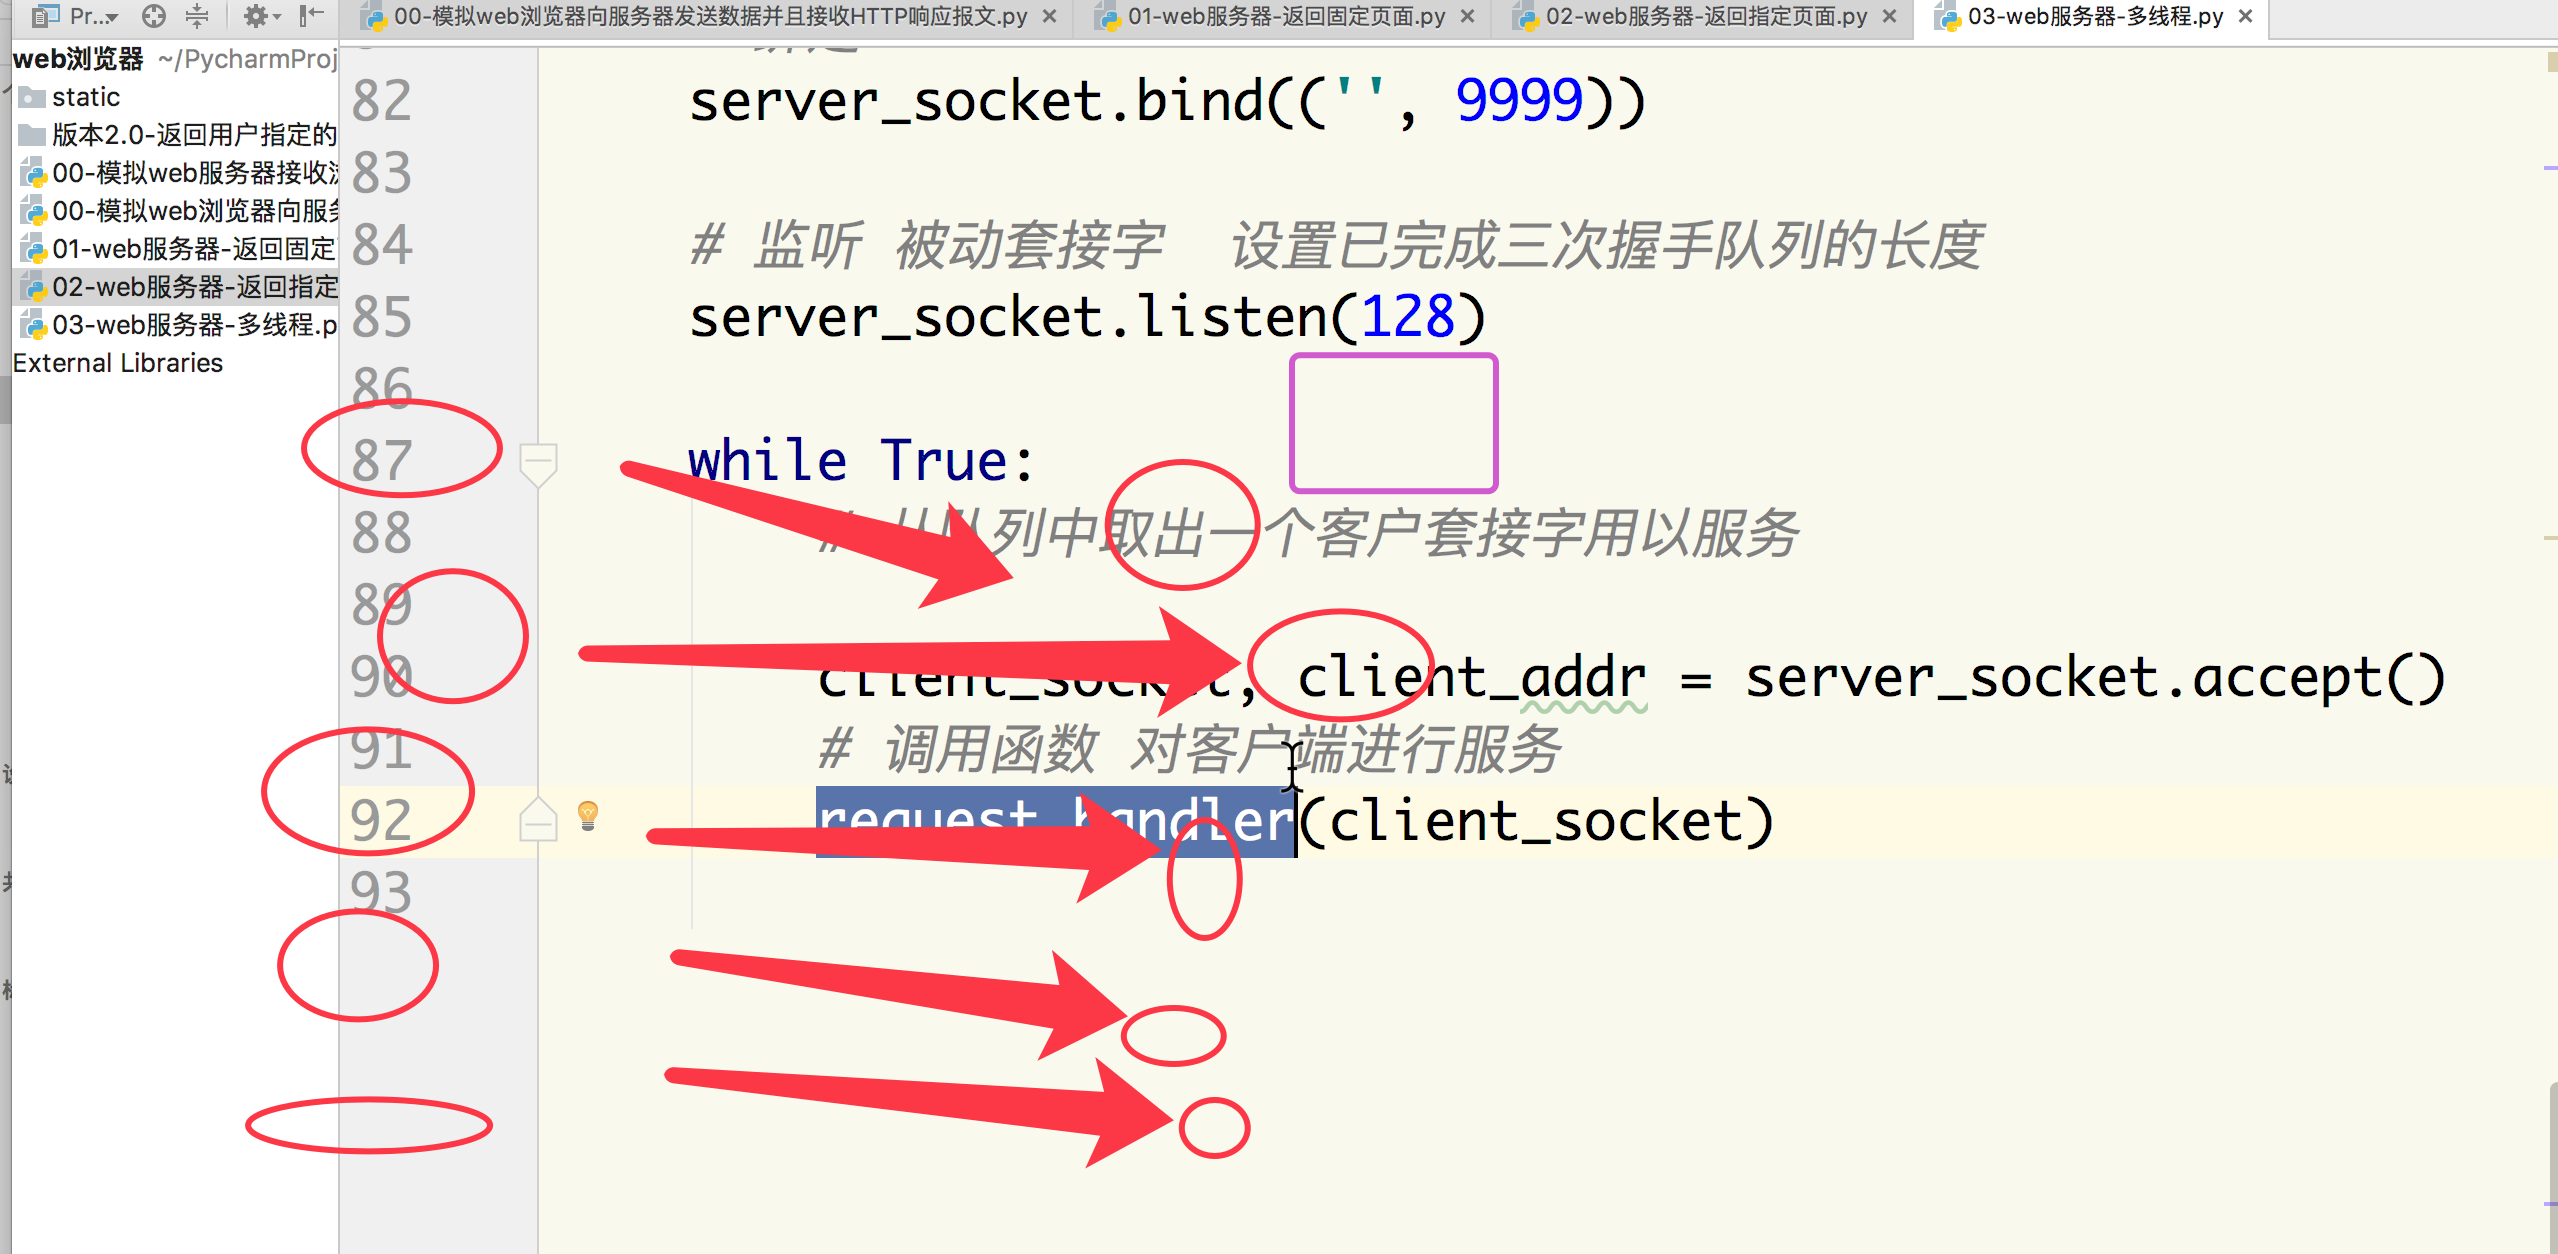 Pr...
00-模拟web浏览器向服务器发送数据并且接收HTTP响应报文.py
01-web服务器-返回固定页面.py
02-web服务器-返回指定页面.py
03-web服务器-多线程.py
web浏览器 ~/PycharmProj
static
版本2.0-返回用户指定的
00-模拟web服务器接收
00-模拟web浏览器向服务
01-web服务器-返回固定
02-web服务器-返回指定
03-web服务器-多线程.p
External Libraries
82 server_socket.bind(('', 9999))
83
84 # 监听 被动套接字 设置已完成三次握手队列的长度
85 server_socket.listen(128)
86
87 while True:
88 # 从队列中取出一个客户套接字用以服务
89
90 client_socket, client_addr = server_socket.accept()
91 # 调用函数 对客户端进行服务
92 request_handler(client_socket)
93